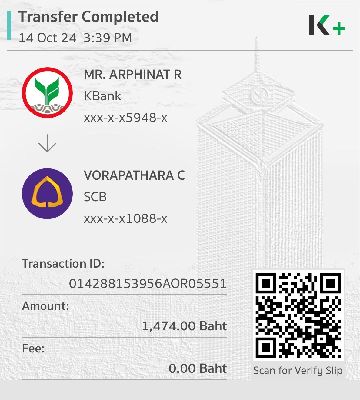 Transfer Completed
14 Oct 24 3:39 PM
K+
MR. ARPHINAT R
KBank
xxx-x-x5948-x
VORAPATHARA C
SCB
xxx-x-x1088-x
Transaction ID:
014288153956AOR05551
Amount:
1,474.00 Baht
Fee:
0.00 Baht
Scan for Verify Slip